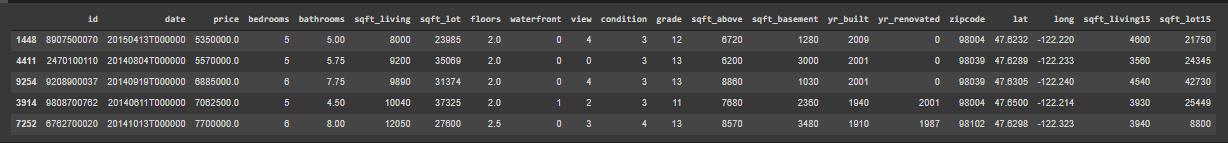 id date price bedrooms bathrooms sqft_living sqft_lot floors waterfront view condition grade sqft_above sqft_basement yr_built yr_renovated zipcode lat long sqft_living15 sqft_lot15
1448 8907500070 20150413T000000 5350000.0 5 5.00 8000 23985 2.0 0 4 3 12 6720 1280 2009 0 98004 47.6232 -122.220 4600 21750
4411 2470100110 20140804T000000 5570000.0 5 5.75 9200 35069 2.0 0 0 3 13 6200 3000 2001 0 98039 47.6289 -122.233 3560 24345
9254 9208900037 20140919T000000 6885000.0 6 7.75 9890 31374 2.0 0 4 3 13 8860 1030 2001 0 98039 47.6305 -122.240 4540 42730
3914 9808700762 20140611T000000 7062500.0 5 4.50 10040 37325 2.0 1 2 3 11 7680 2360 1940 2001 98004 47.6500 -122.214 3930 25449
7252 6762700020 20141013T000000 7700000.0 6 8.00 12050 27600 2.5 0 3 4 13 8570 3480 1910 1987 98102 47.6298 -122.323 3940 8800